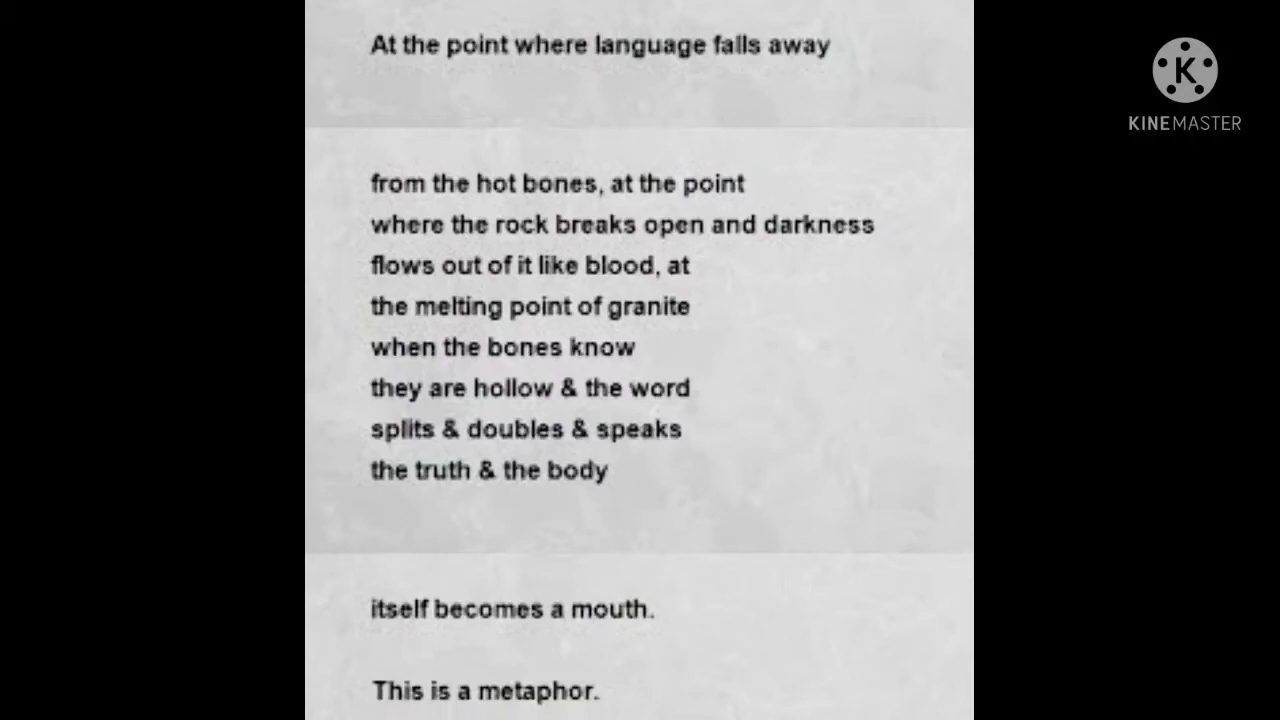 At the point where language falls away
from the hot bones, at the point
where the rock breaks open and darkness
flows out of it like blood, at
the melting point of granite
when the bones know
they are hollow & the word
splits & doubles & speaks
the truth & the body
itself becomes a mouth.
This is a metaphor.
K
KINEMASTER